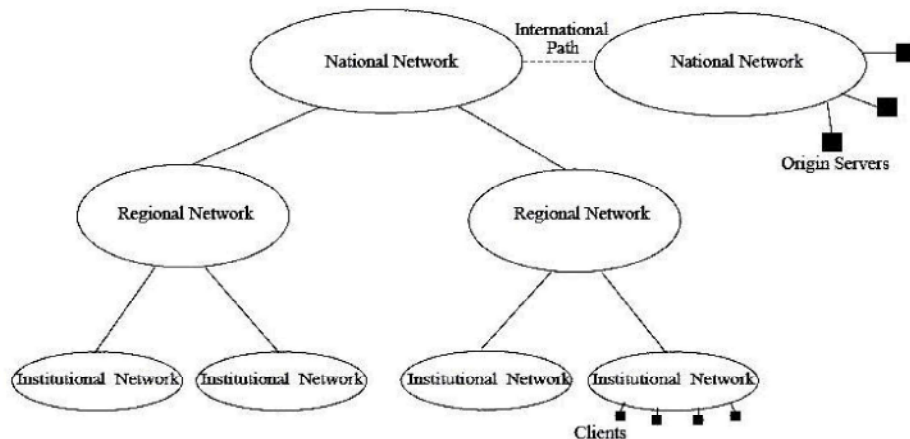 International
Path
National Network
National Network
Origin Servers
Regional Network
Regional Network
Institutional Network
Institutional Network
Institutional Network
Institutional Network
Clients